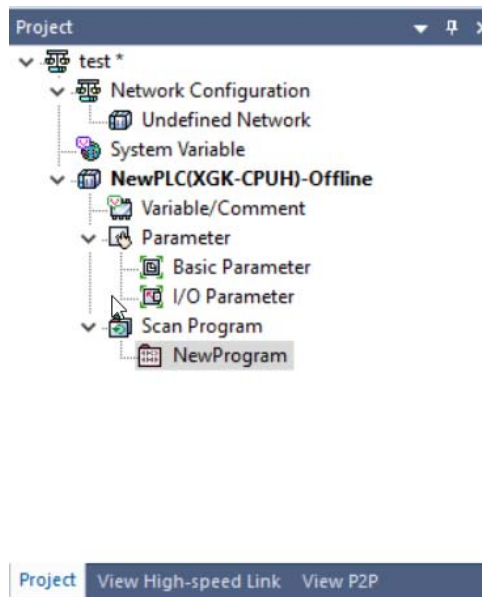 Project
test *
Network Configuration
Undefined Network
System Variable
NewPLC(XGK-CPUH)-Offline
Variable/Comment
Parameter
Basic Parameter
I/O Parameter
Scan Program
NewProgram
Project View High-speed Link View P2P